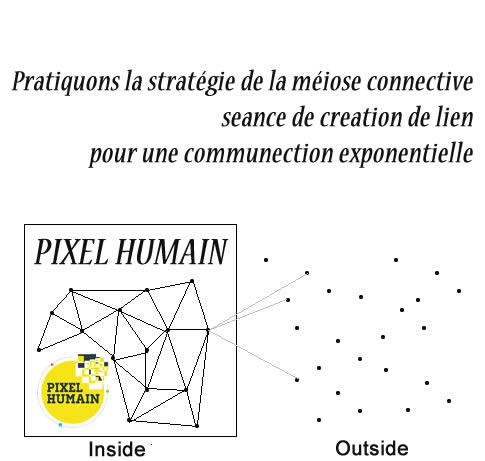 Pratiquons la stratégie de la méiose connective
seance de creation de lien
pour une communection exponentielle
PIXEL HUMAIN
PIXEL
HUMAIN
Inside
Outside